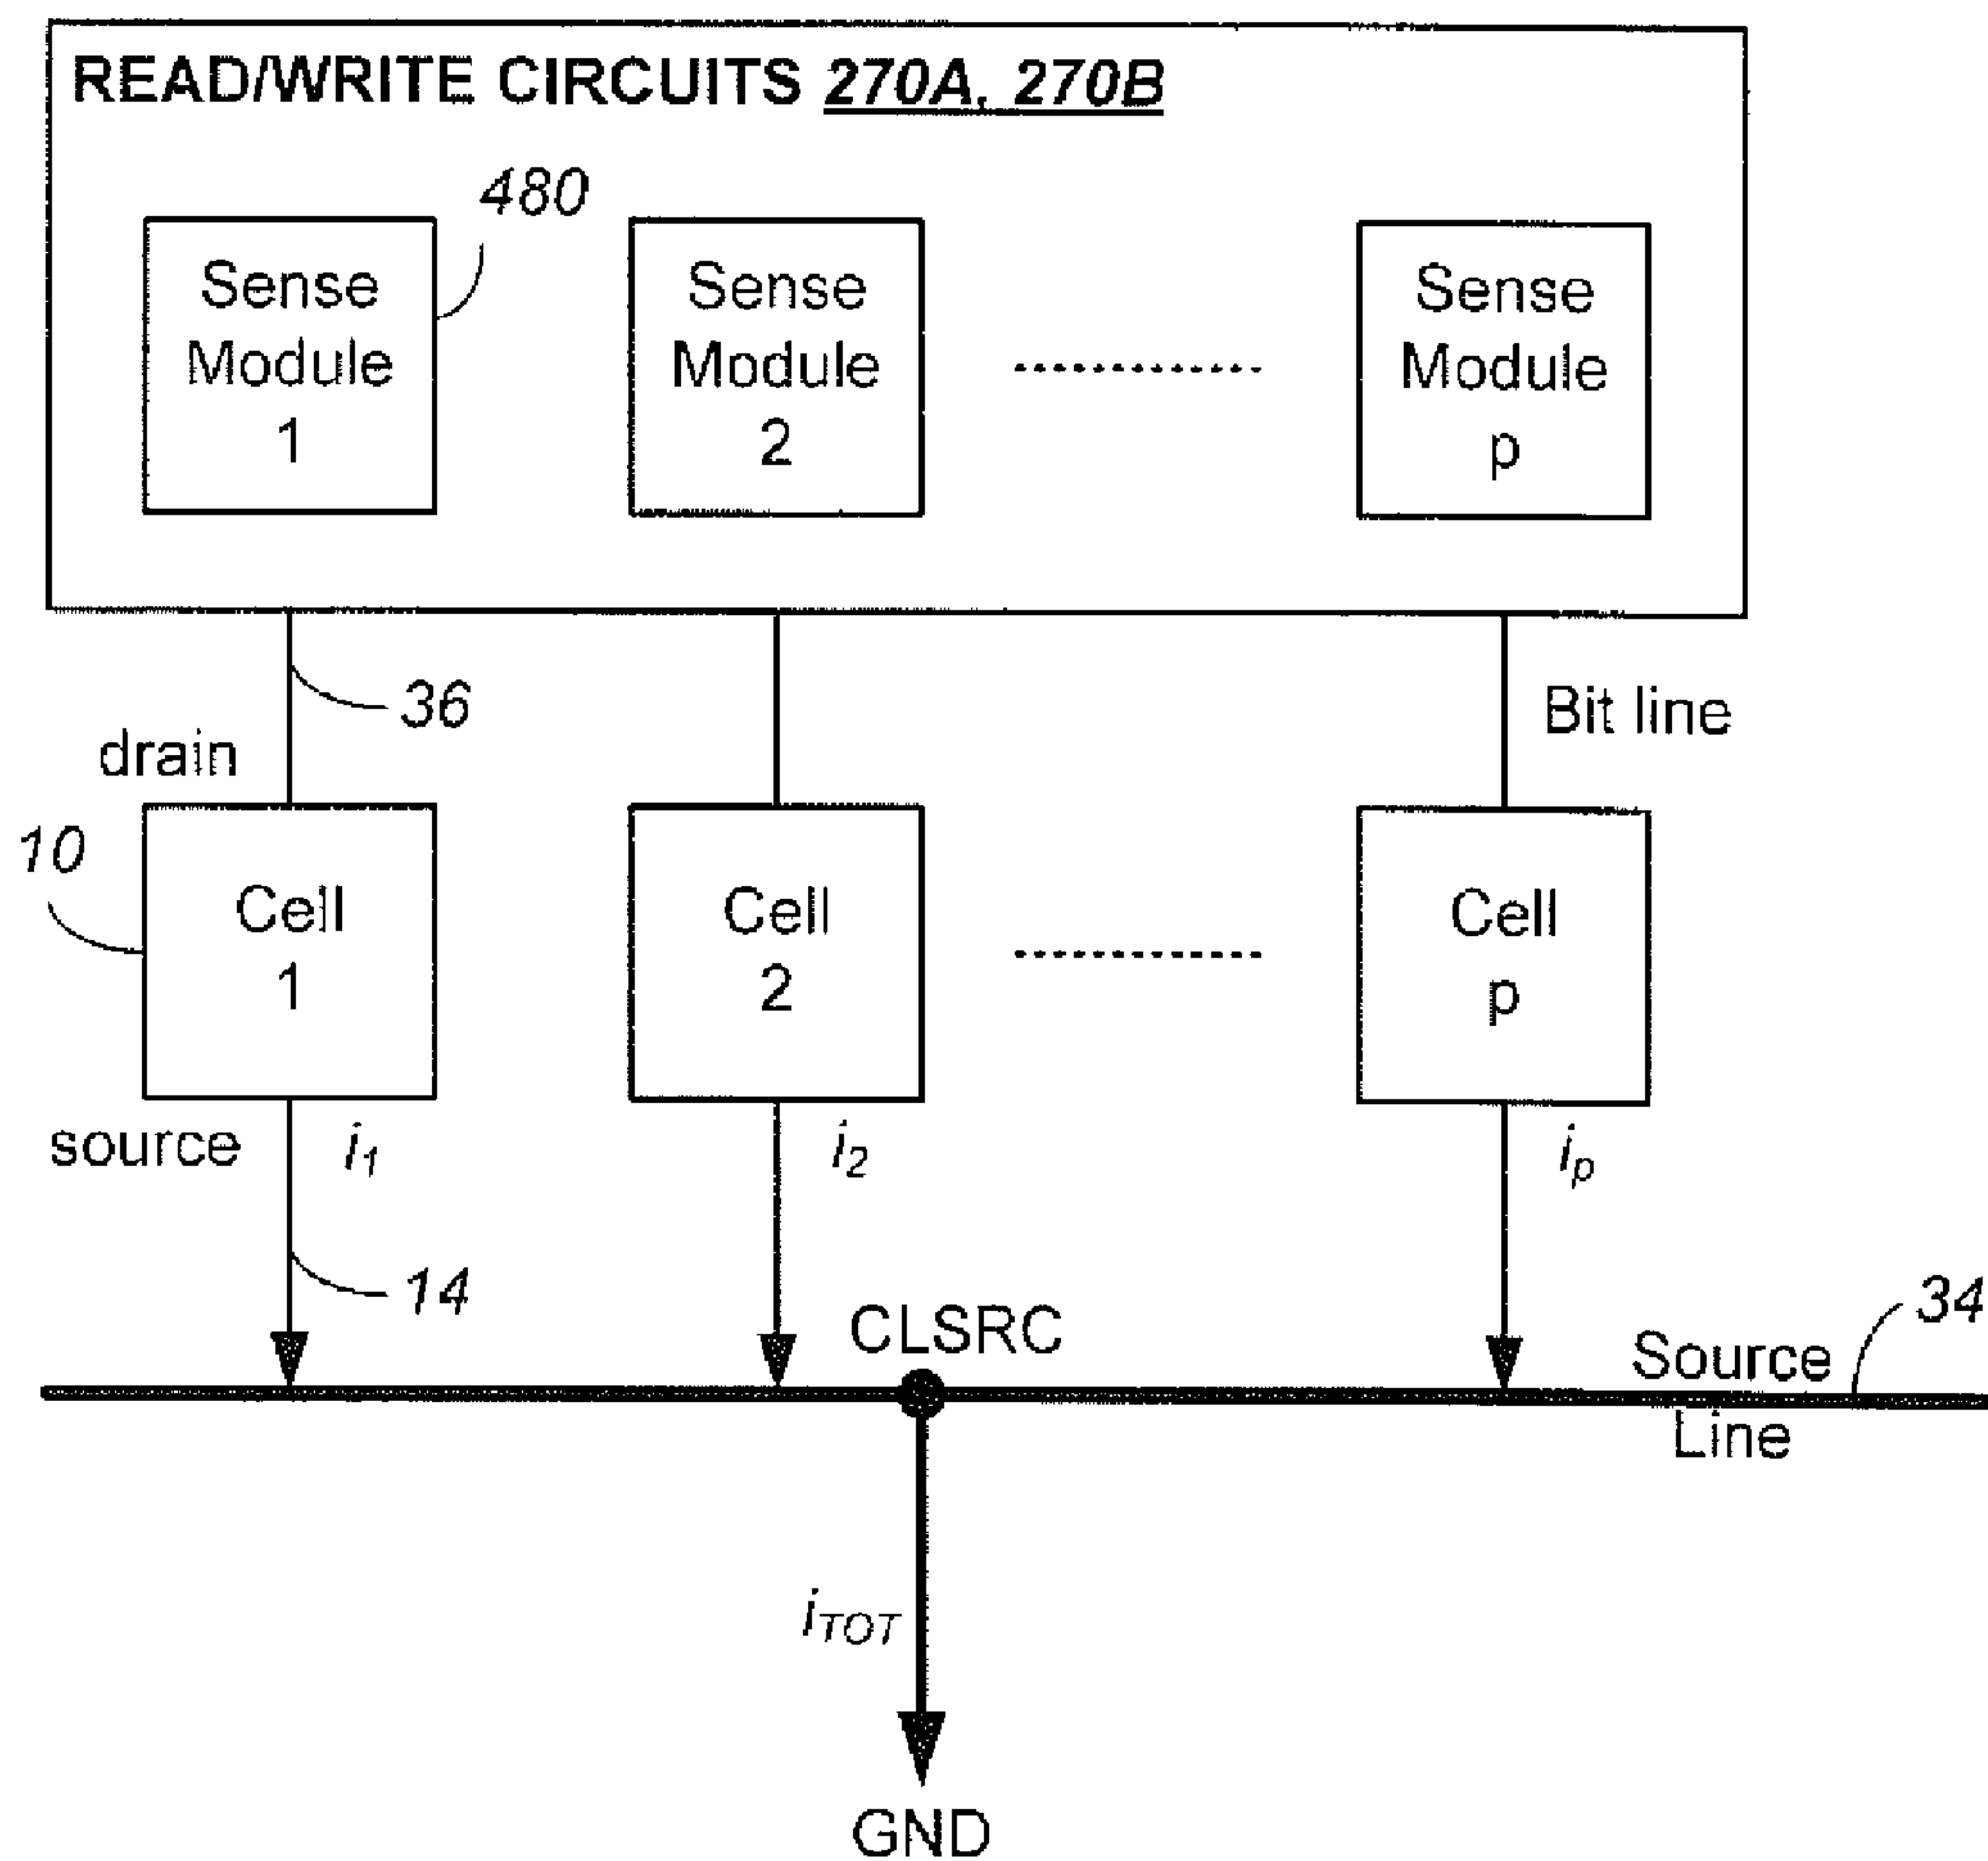 READ/WRITE CIRCUITS 270A, 270B
480
Sense
Module
1
Sense
Module
2
Sense
Module
p
36
drain
Bit line
10
Cell
1
Cell
2
Cell
p
source
i1
i2
ip
14
CLSRC
34
Source
Line
iTOT
GND